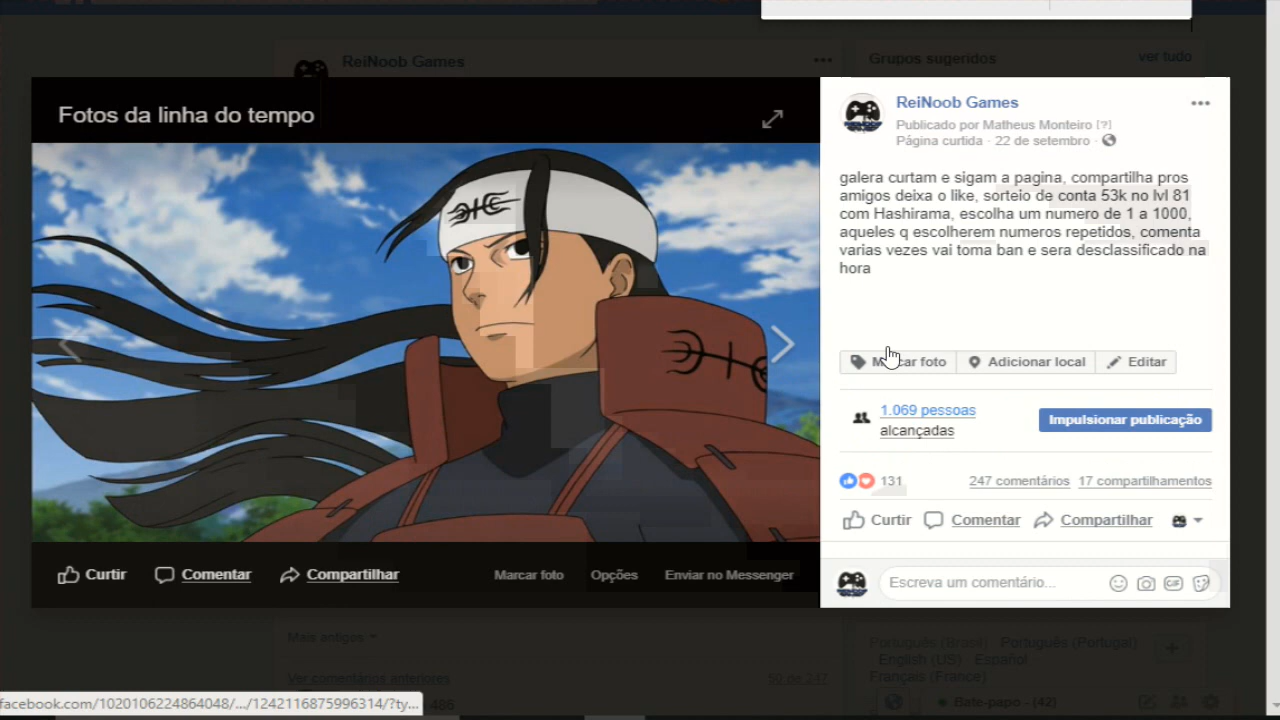 ReiNoob Games
Grupos sugeridos
ver tudo
Fotos da linha do tempo
ReiNoob Games
Publicado por Matheus Monteiro [?]
Página curtida · 22 de setembro ·
galera curtam e sigam a pagina, compartilha pros
amigos deixa o like, sorteio de conta 53k no lvl 81
com Hashirama, escolha um numero de 1 a 1000,
aqueles q escolherem numeros repetidos, comenta
varias vezes vai toma ban e sera desclassificado na
hora
Marcar foto
Adicionar local
Editar
1.069 pessoas
alcançadas
Impulsionar publicação
131
247 comentários
17 compartilhamentos
Curtir
Comentar
Compartilhar
Curtir
Comentar
Compartilhar
Marcar foto
Opções
Enviar no Messenger
Escreva um comentário...
GIF
Mais antigos
Ver comentários anteriores
50 de 247
Português (Brasil) · Português (Portugal)
English (US) · Español
Français (France)
facebook.com/1020106224864048/.../1242116875996314/?ty...
486
Bate-papo - (42)